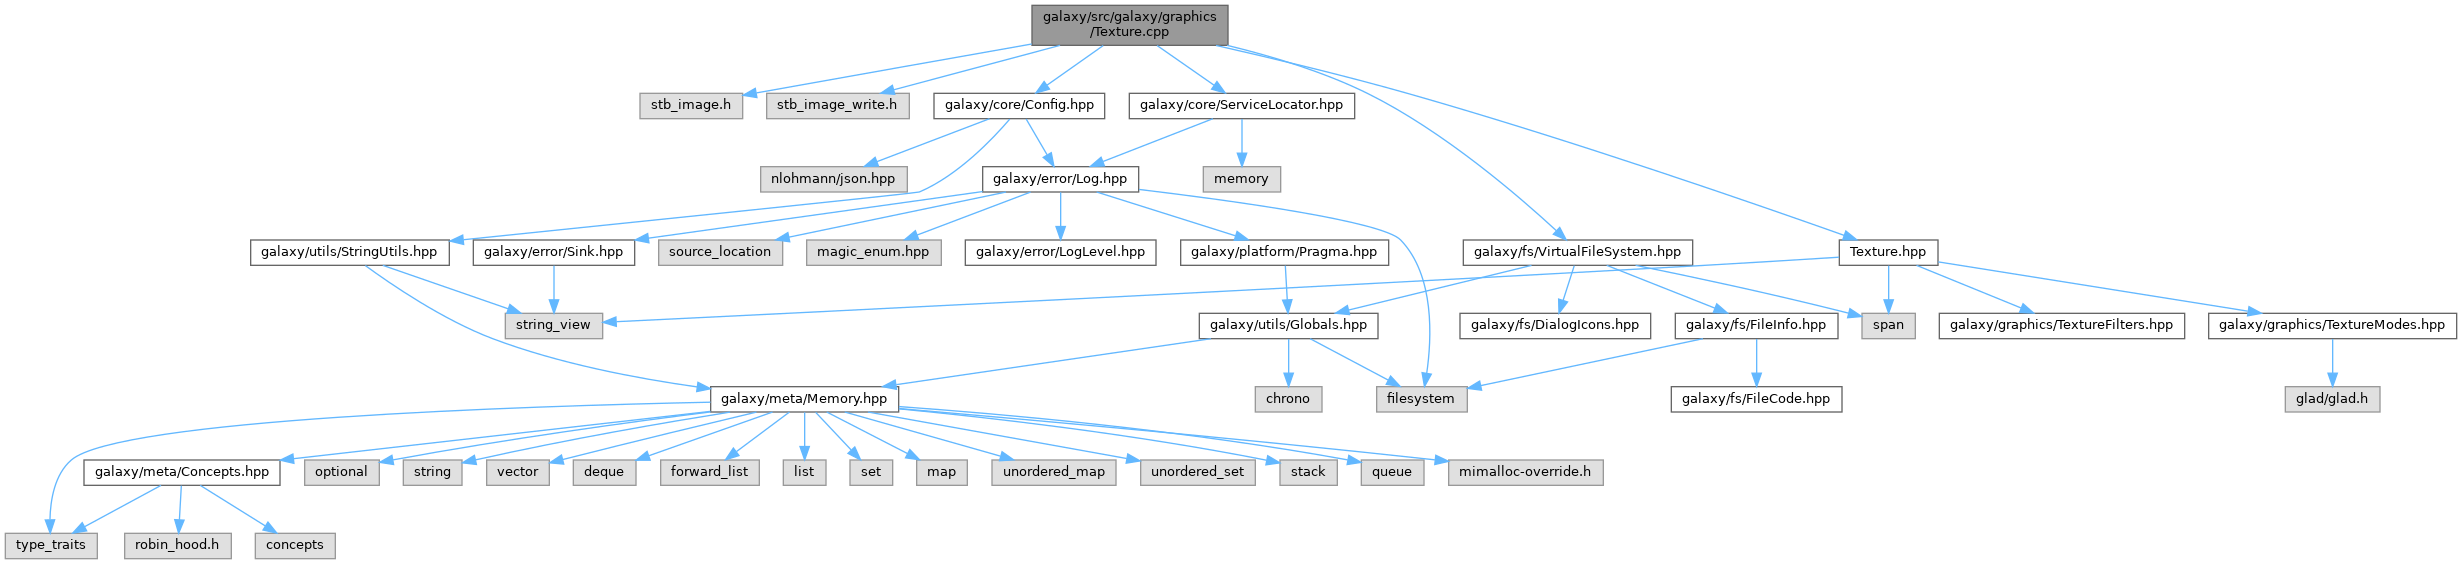 galaxy/src/galaxy/graphics
/Texture.cpp
stb_image.h
stb_image_write.h
galaxy/core/Config.hpp
galaxy/core/ServiceLocator.hpp
nlohmann/json.hpp
galaxy/error/Log.hpp
memory
galaxy/utils/StringUtils.hpp
galaxy/error/Sink.hpp
source_location
magic_enum.hpp
galaxy/error/LogLevel.hpp
galaxy/platform/Pragma.hpp
galaxy/fs/VirtualFileSystem.hpp
Texture.hpp
string_view
galaxy/utils/Globals.hpp
galaxy/fs/DialogIcons.hpp
galaxy/fs/FileInfo.hpp
span
galaxy/graphics/TextureFilters.hpp
galaxy/graphics/TextureModes.hpp
galaxy/meta/Memory.hpp
chrono
filesystem
galaxy/fs/FileCode.hpp
glad/glad.h
galaxy/meta/Concepts.hpp
optional
string
vector
deque
forward_list
list
set
map
unordered_map
unordered_set
stack
queue
mimalloc-override.h
type_traits
robin_hood.h
concepts